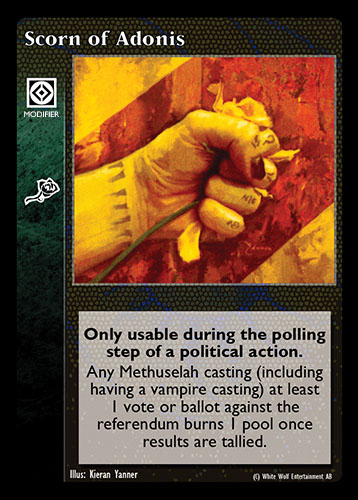 Scorn of Adonis
MODIFIER
Only usable during the polling
step of a political action.
Any Methuselah casting (including
having a vampire casting) at least
1 vote or ballot against the
referendum burns 1 pool once
results are tallied.
Illus: Kieran Yanner
(C) White Wolf Entertainment AB